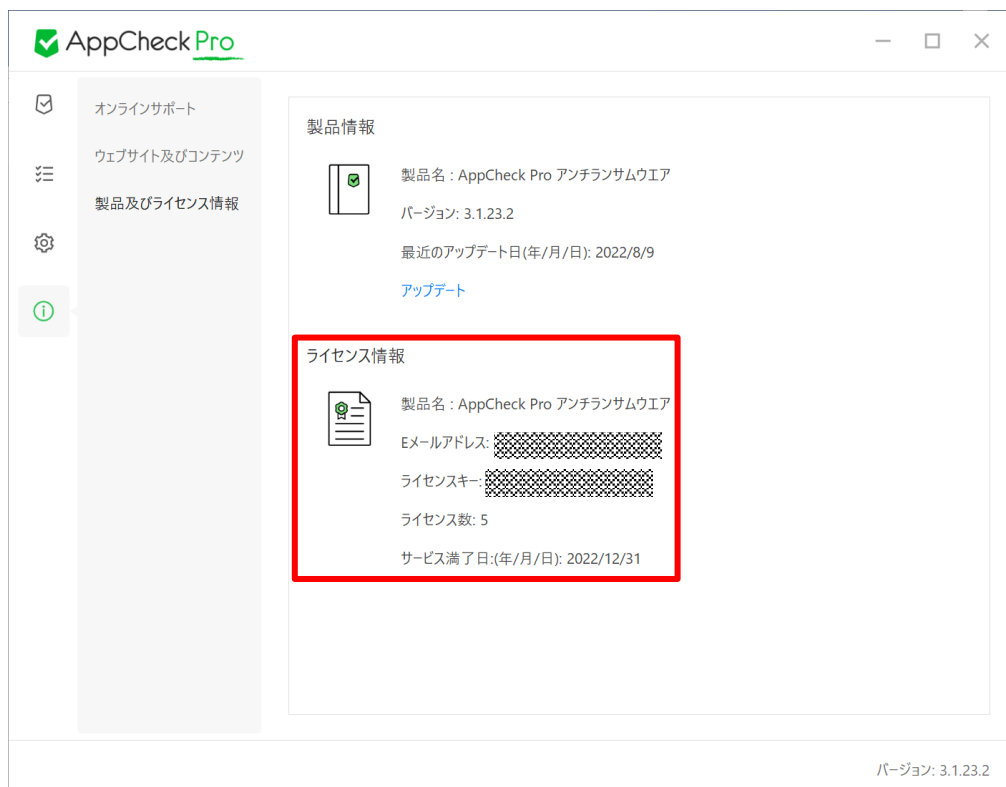 AppCheck Pro
オンラインサポート
ウェブサイト及びコンテンツ
製品及びライセンス情報
製品情報
製品名 : AppCheck Pro アンチランサムウエア
バージョン: 3.1.23.2
最近のアップデート日(年/月/日): 2022/8/9
アップデート
ライセンス情報
製品名 : AppCheck Pro アンチランサムウエア
Eメールアドレス:
ライセンスキー:
ライセンス数: 5
サービス満了日:(年/月/日): 2022/12/31
バージョン: 3.1.23.2